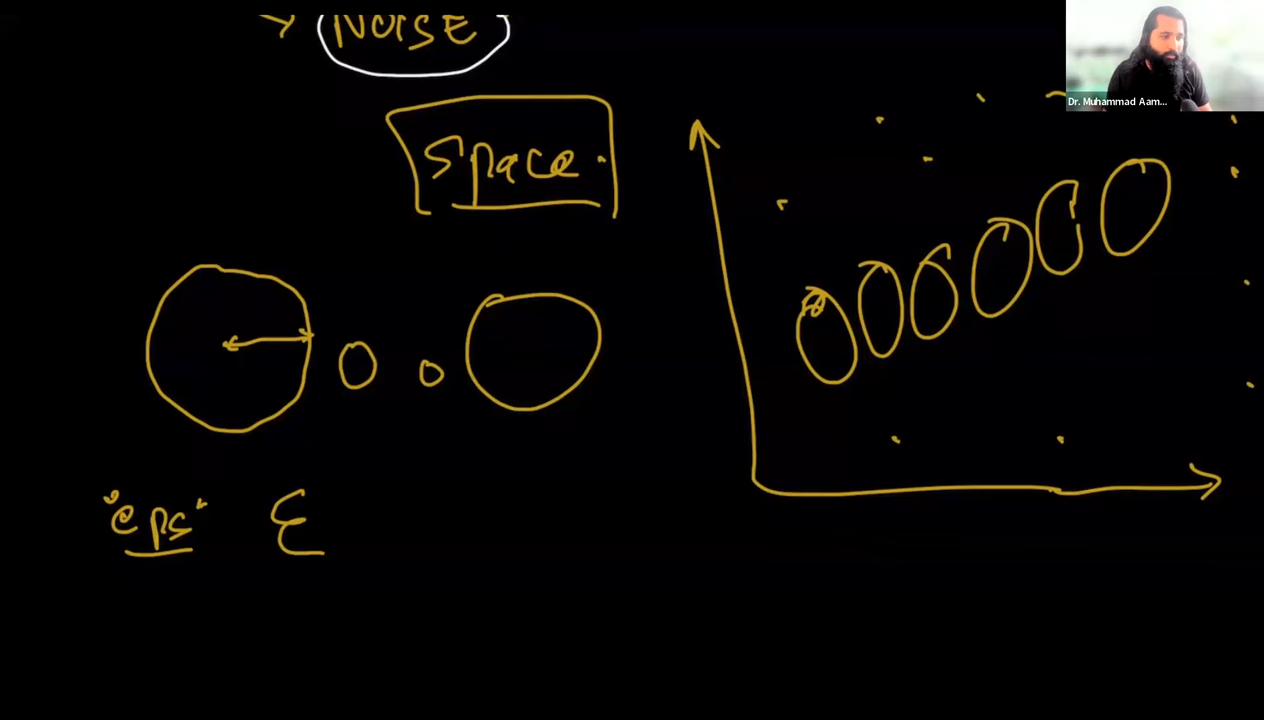 → NOISE
Dr. Muhammad Aam...
Space.
"eps" ε